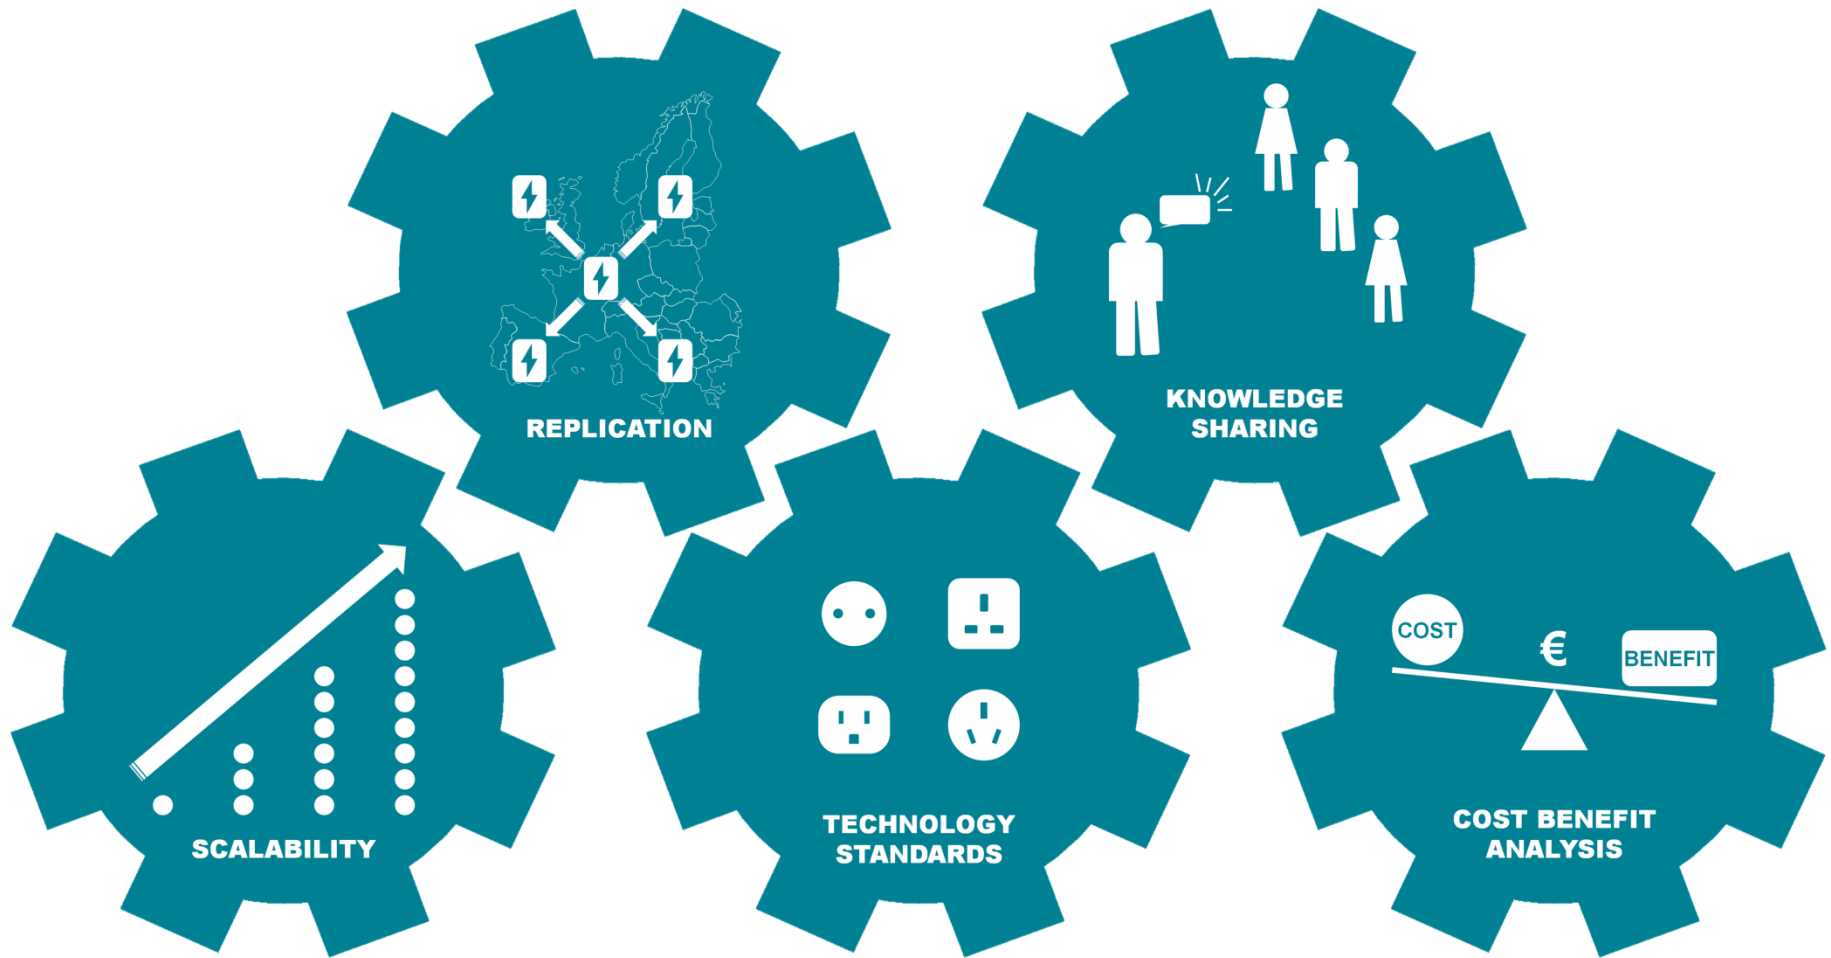 REPLICATION
KNOWLEDGE
SHARING
SCALABILITY
TECHNOLOGY
STANDARDS
COST
€
BENEFIT
COST BENEFIT
ANALYSIS